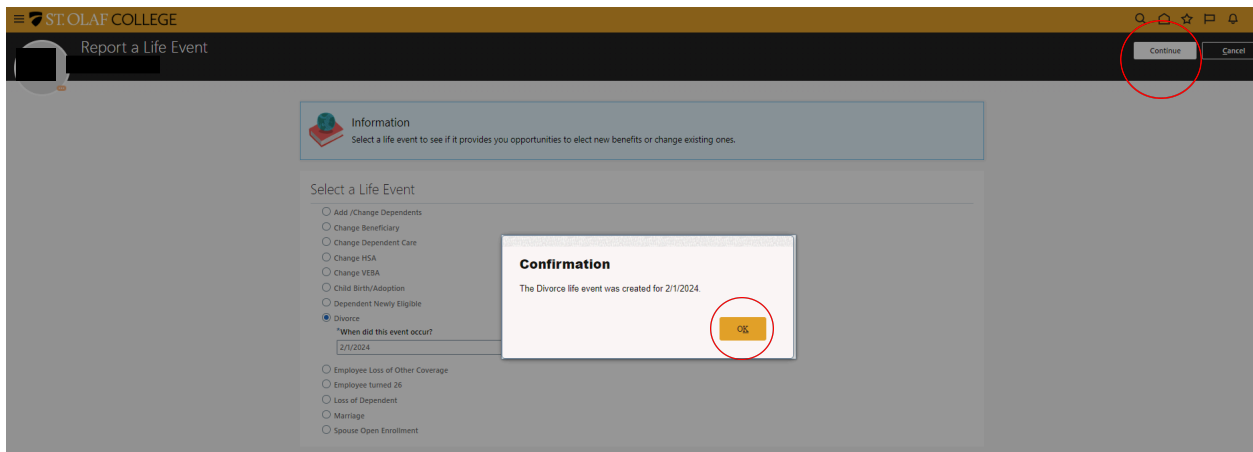 ST. OLAF COLLEGE
Report a Life Event
Continue
Cancel
Information
Select a life event to see if it provides you opportunities to elect new benefits or change existing ones.
Select a Life Event
Add /Change Dependents
Change Beneficiary
Change Dependent Care
Change HSA
Change VEBA
Child Birth/Adoption
Dependent Newly Eligible
Divorce
*When did this event occur?
2/1/2024
Employee Loss of Other Coverage
Employee turned 26
Loss of Dependent
Marriage
Spouse Open Enrollment
Confirmation
The Divorce life event was created for 2/1/2024.
OK